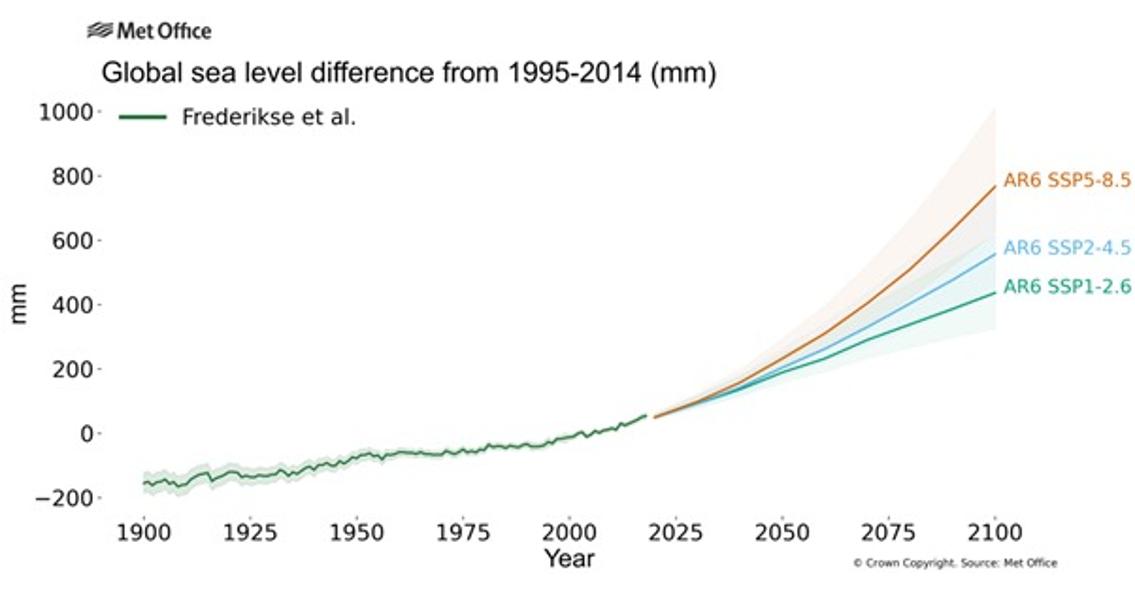 Met Office
Global sea level difference from 1995-2014 (mm)
Frederikse et al.
1000
800
600
400
200
0
−200
mm
AR6 SSP5-8.5
AR6 SSP2-4.5
AR6 SSP1-2.6
1900 1925 1950 1975 2000 2025 2050 2075 2100
Year
© Crown Copyright. Source: Met Office